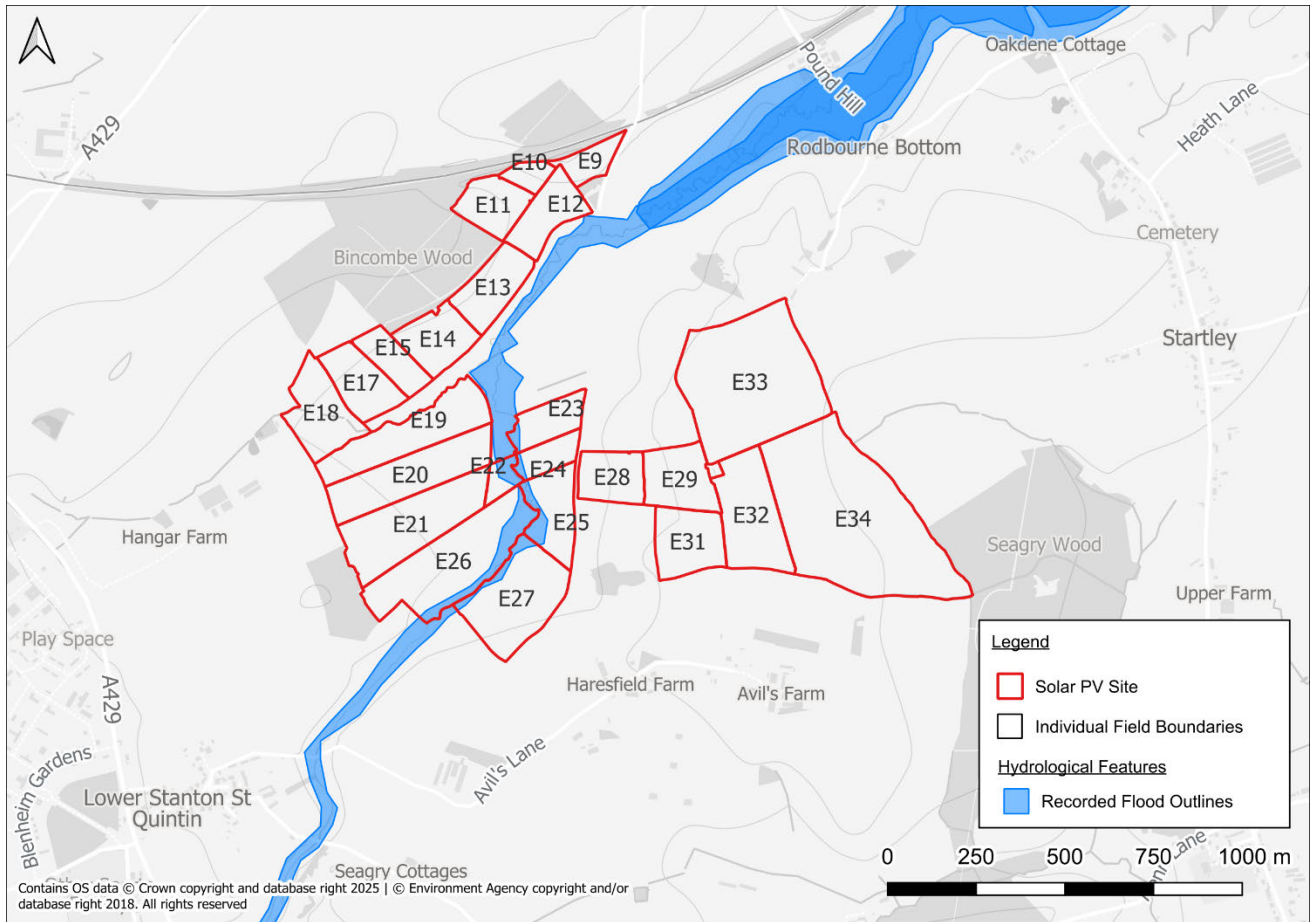 Oakdene Cottage
Pound Hill
A429
Heath Lane
Rodbourne Bottom
E10
E9
E11
E12
Cemetery
Bincombe Wood
E13
Startley
E14
E15
E33
E17
E18
E19
E23
E20
E22
E24
E28
E29
E21
E25
E32
E34
Hangar Farm
E31
Seagry Wood
E26
E27
Upper Farm
Play Space
Legend
Haresfield Farm
Avil's Farm
Solar PV Site
A429
Individual Field Boundaries
Hydrological Features
Avil's Lane
Blenheim Gardens
Lower Stanton St
Quintin
Recorded Flood Outlines
0 250 500 750 1000 m
Lane
Seagry Cottages
Contains OS data © Crown copyright and database right 2025 | © Environment Agency copyright and/or
database right 2018. All rights reserved